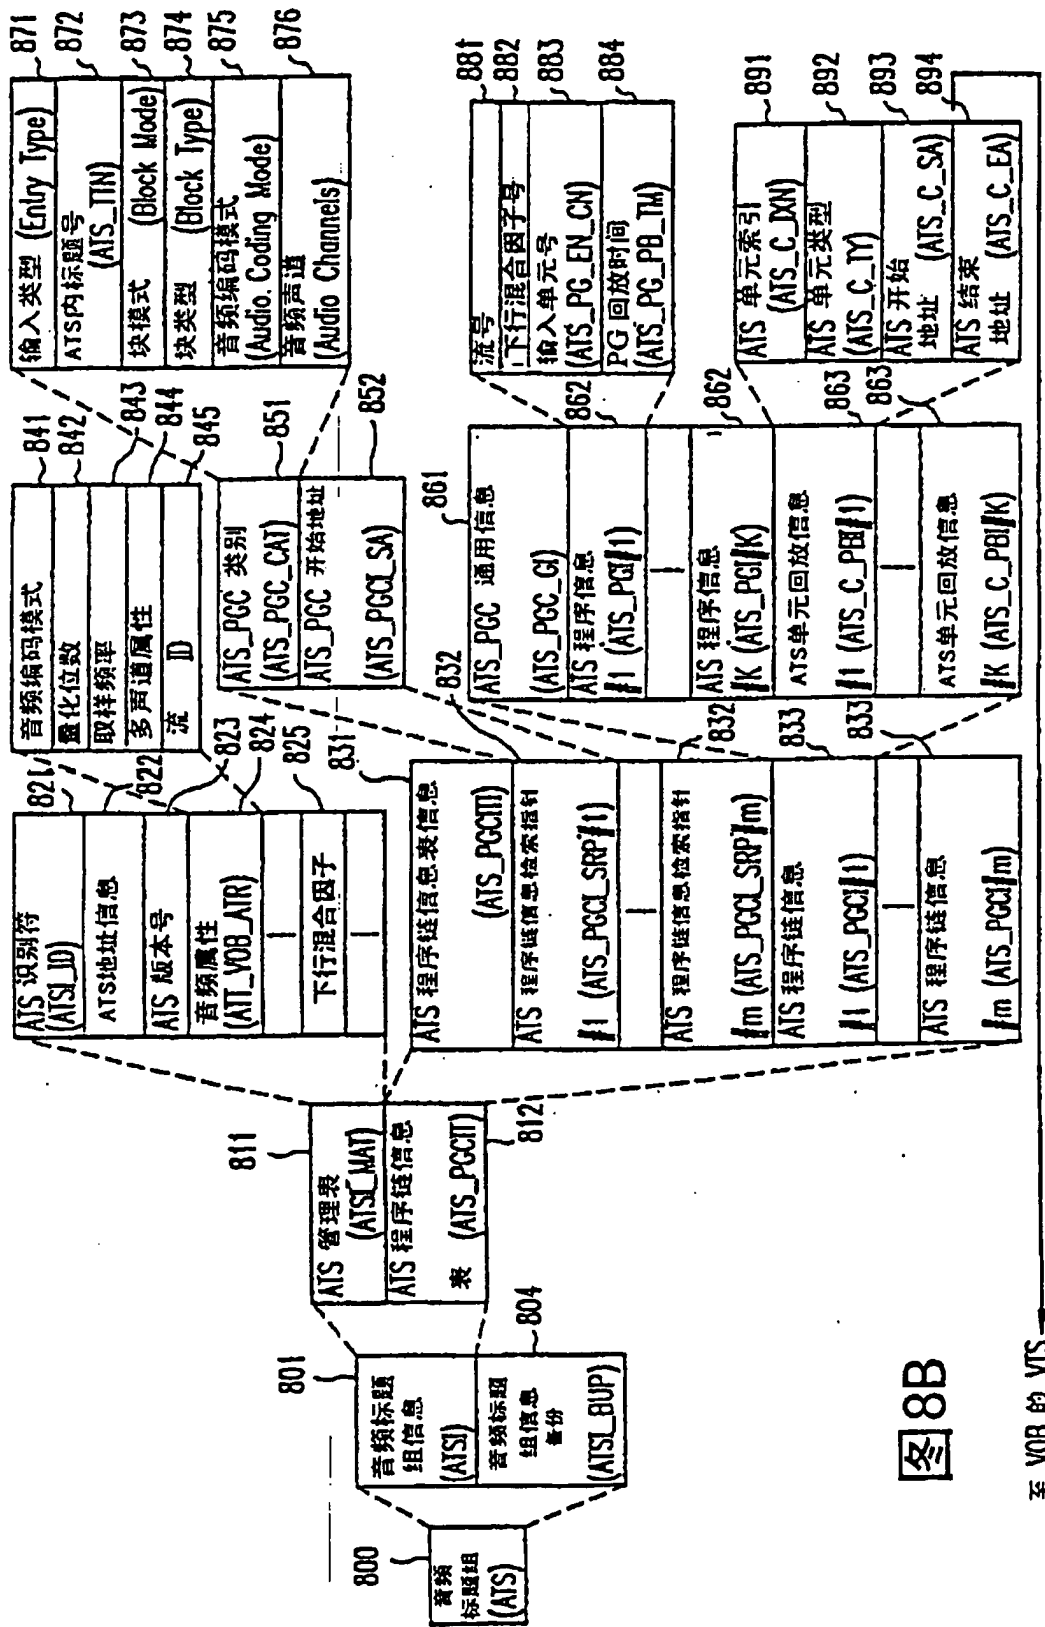 800
音频
标题组
(ATS)
801
音频标题
组信息
(ATSI)
音频标题
组信息
备份
(ATSI_BUP)
804
811
ATS 管理表
(ATSI_MAT)
ATS 程序链信息
表 (ATS_PGCIT)
812
ATS 识别符
(ATSI_ID)
ATS地址信息
ATS 版本号
音频属性
(ATT_VOB_ATR)
下行混合因子
821
822
823
824
825
音频编码模式
量化位数
取样频率
多声道属性
流 ID
841
842
843
844
845
831
ATS 程序链信息表信息
(ATS_PGCITI)
ATS 程序链信息检索指针
#1 (ATS_PGCI_SRP#1)
ATS 程序链信息检索指针
#m (ATS_PGCI_SRP#m)
ATS 程序链信息
#1 (ATS_PGCI#1)
ATS 程序链信息
#m (ATS_PGCI#m)
832
832
833
833
ATS_PGC 类别
(ATS_PGC_CAT)
ATS_PGC 开始地址
(ATS_PGCI_SA)
851
852
输入类型 (Entry Type)
ATS内标题号
(ATS_TTN)
块模式 (Block Mode)
块类型 (Block Type)
音频编码模式
(Audio.Coding Mode)
音频声道
(Audio Channels)
871
872
873
874
875
876
861
ATS_PGC 通用信息
(ATS_PGC_GI)
ATS 程序信息
#1 (ATS_PGI#1)
ATS 程序信息
#K (ATS_PGI#K)
ATS单元回放信息
#1 (ATS_C_PBI#1)
ATS单元回放信息
#K (ATS_C_PBI#K)
862
862
863
863
流号
下行混合因子号
输入单元号
(ATS_PG_EN_CN)
PG 回放时间
(ATS_PG_PB_TM)
881
882
883
884
ATS 单元索引
(ATS_C_IXN)
ATS 单元类型
(ATS_C_TY)
ATS 开始
地址 (ATS_C_SA)
ATS 结束
地址 (ATS_C_EA)
891
892
893
894
图8B
至 VOB 的 VTS